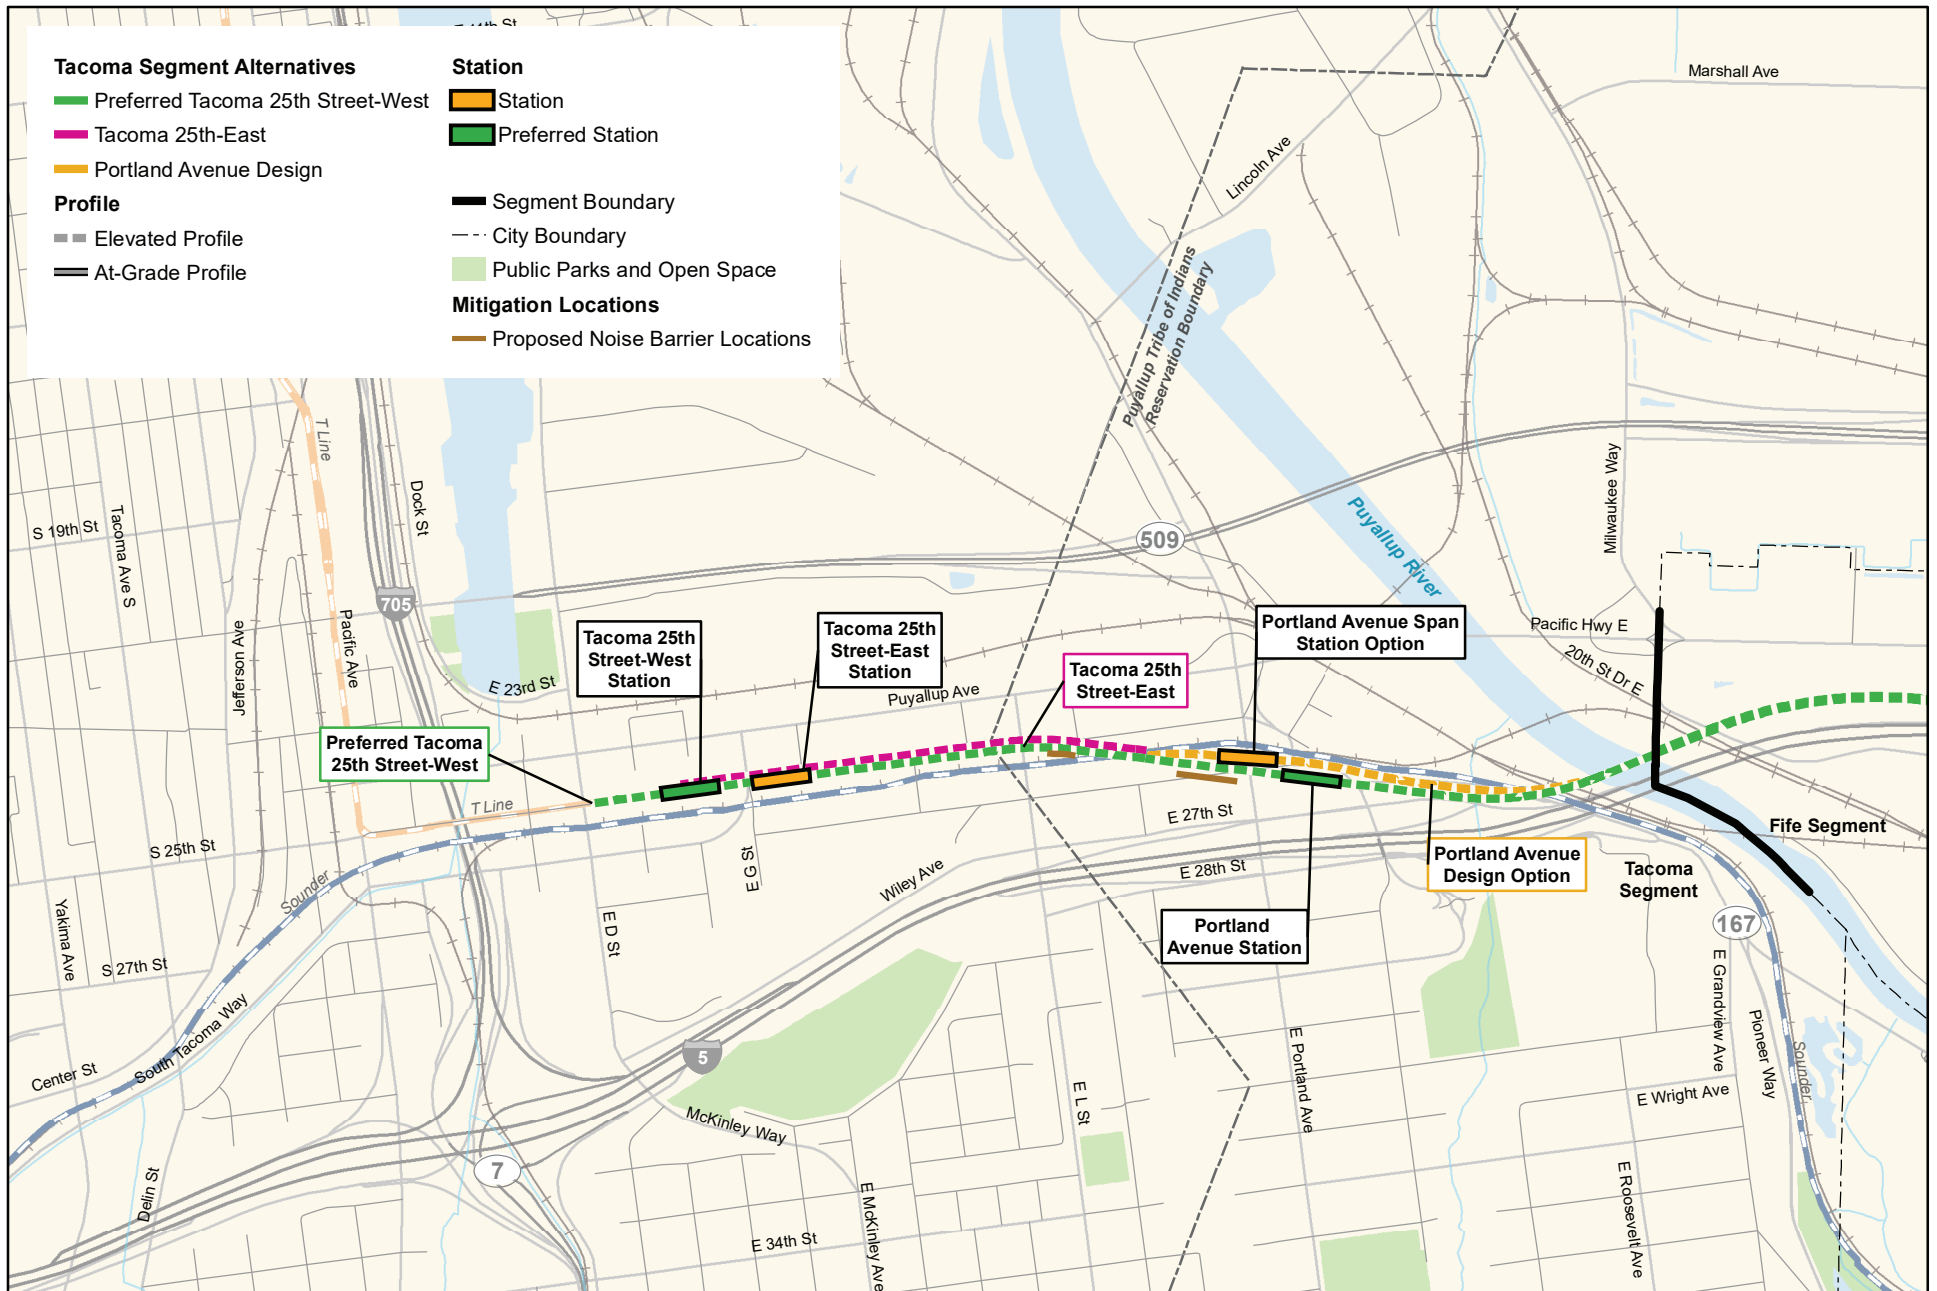 Tacoma Segment Alternatives
Preferred Tacoma 25th Street-West
Tacoma 25th-East
Portland Avenue Design
Profile
Elevated Profile
At-Grade Profile
Station
Station
Preferred Station
Segment Boundary
City Boundary
Public Parks and Open Space
Mitigation Locations
Proposed Noise Barrier Locations
Marshall Ave
Lincoln Ave
Puyallup Tribe of Indians
Reservation Boundary
T Line
Dock St
S 19th St
Tacoma Ave S
Milwaukee Way
509
Puyallup River
705
Jefferson Ave
Pacific Ave
Pacific Hwy E
20th St Dr E
Tacoma 25th
Street-West
Station
Tacoma 25th
Street-East
Station
Portland Avenue Span
Station Option
Tacoma 25th
Street-East
E 23rd St
Puyallup Ave
Preferred Tacoma
25th Street-West
T Line
S 25th St
Sounder
E G St
E 27th St
E 28th St
Wiley Ave
Portland Avenue
Design Option
Fife Segment
Tacoma
Segment
Portland
Avenue Station
167
Yakima Ave
E D St
S 27th St
South Tacoma Way
Center St
5
E Grandview Ave
Pioneer Way
Sounder
E Portland Ave
E L St
E Wright Ave
McKinley Way
7
Delin St
E McKinley Ave
E 34th St
E Roosevelt Ave